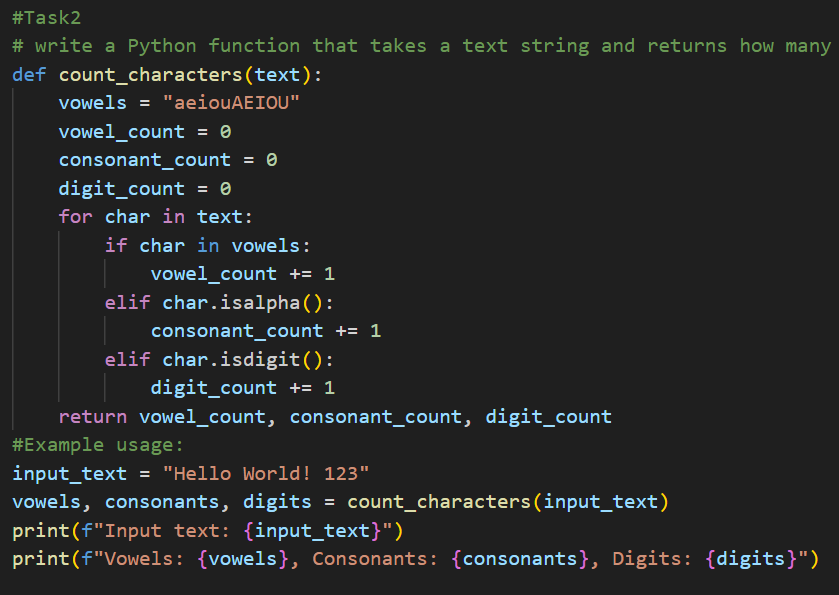 #Task2
# write a Python function that takes a text string and returns how many
def count_characters(text):
    vowels = "aeiouAEIOU"
    vowel_count = 0
    consonant_count = 0
    digit_count = 0
    for char in text:
        if char in vowels:
            vowel_count += 1
        elif char.isalpha():
            consonant_count += 1
        elif char.isdigit():
            digit_count += 1
    return vowel_count, consonant_count, digit_count
#Example usage:
input_text = "Hello World! 123"
vowels, consonants, digits = count_characters(input_text)
print(f"Input text: {input_text}")
print(f"Vowels: {vowels}, Consonants: {consonants}, Digits: {digits}")